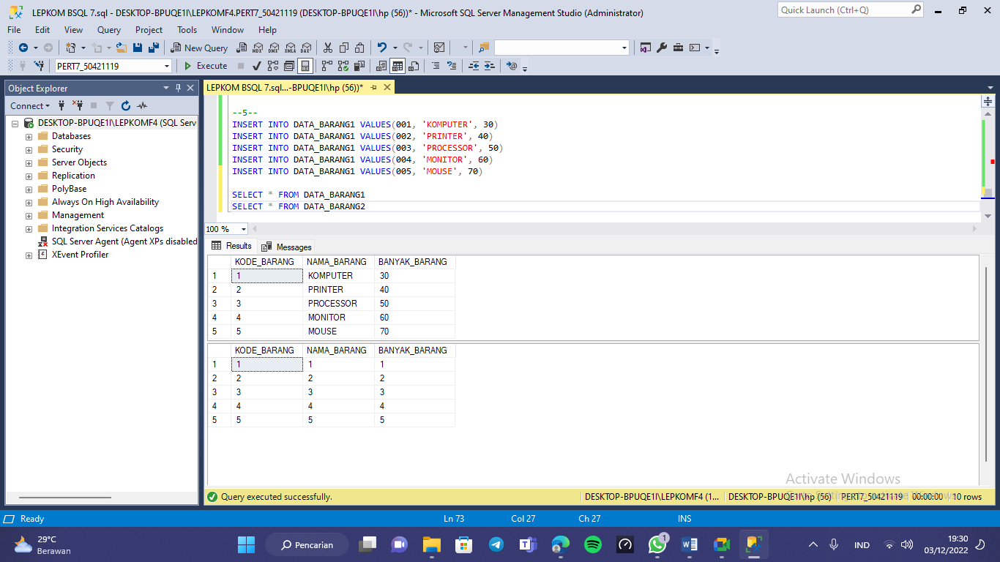 LEPKOM BSQL 7.sql - DESKTOP-BPUQE1I\LEPKOMF4.PERT7_50421119 (DESKTOP-BPUQE1I\hp (56))* - Microsoft SQL Server Management Studio (Administrator)
Quick Launch (Ctrl+Q)
File Edit View Query Project Tools Window Help
New Query MDX DMX XMLA DAX
PERT7_50421119 Execute
Object Explorer
LEPKOM BSQL 7.sql...-BPUQE1I\hp (56))*
Connect
DESKTOP-BPUQE1I\LEPKOMF4 (SQL Serv
Databases
Security
Server Objects
Replication
PolyBase
Always On High Availability
Management
Integration Services Catalogs
SQL Server Agent (Agent XPs disabled
XEvent Profiler
--5--
INSERT INTO DATA_BARANG1 VALUES(001, 'KOMPUTER', 30)
INSERT INTO DATA_BARANG1 VALUES(002, 'PRINTER', 40)
INSERT INTO DATA_BARANG1 VALUES(003, 'PROCESSOR', 50)
INSERT INTO DATA_BARANG1 VALUES(004, 'MONITOR', 60)
INSERT INTO DATA_BARANG1 VALUES(005, 'MOUSE', 70)
SELECT * FROM DATA_BARANG1
SELECT * FROM DATA_BARANG2
100 %
Results Messages
KODE_BARANG NAMA_BARANG BANYAK_BARANG
1 1 KOMPUTER 30
2 2 PRINTER 40
3 3 PROCESSOR 50
4 4 MONITOR 60
5 5 MOUSE 70
KODE_BARANG NAMA_BARANG BANYAK_BARANG
1 1 1 1
2 2 2 2
3 3 3 3
4 4 4 4
5 5 5 5
Activate Windows
Query executed successfully. DESKTOP-BPUQE1I\LEPKOMF4 (1... DESKTOP-BPUQE1I\hp (56) PERT7_50421119 00:00:00 10 rows
Ready Ln 73 Col 27 Ch 27 INS
29°C
Berawan
Pencarian
1
IND
19:30
03/12/2022